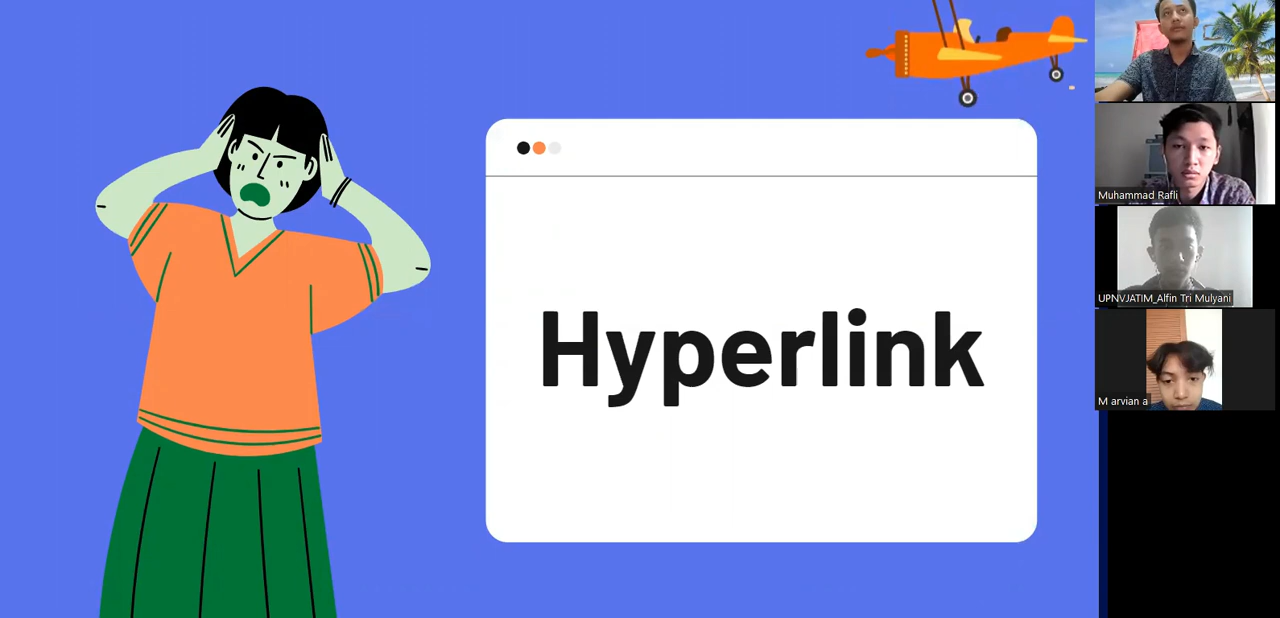 Hyperlink
Muhammad Rafli
UPNVJATIM_Alfin Tri Mulyani
M arvian a